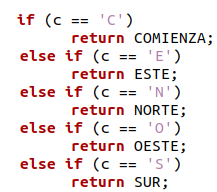 if (c == 'C')
return COMIENZA;
else if (c == 'E')
return ESTE;
else if (c == 'N')
return NORTE;
else if (c == 'O')
return OESTE;
else if (c == 'S')
return SUR;